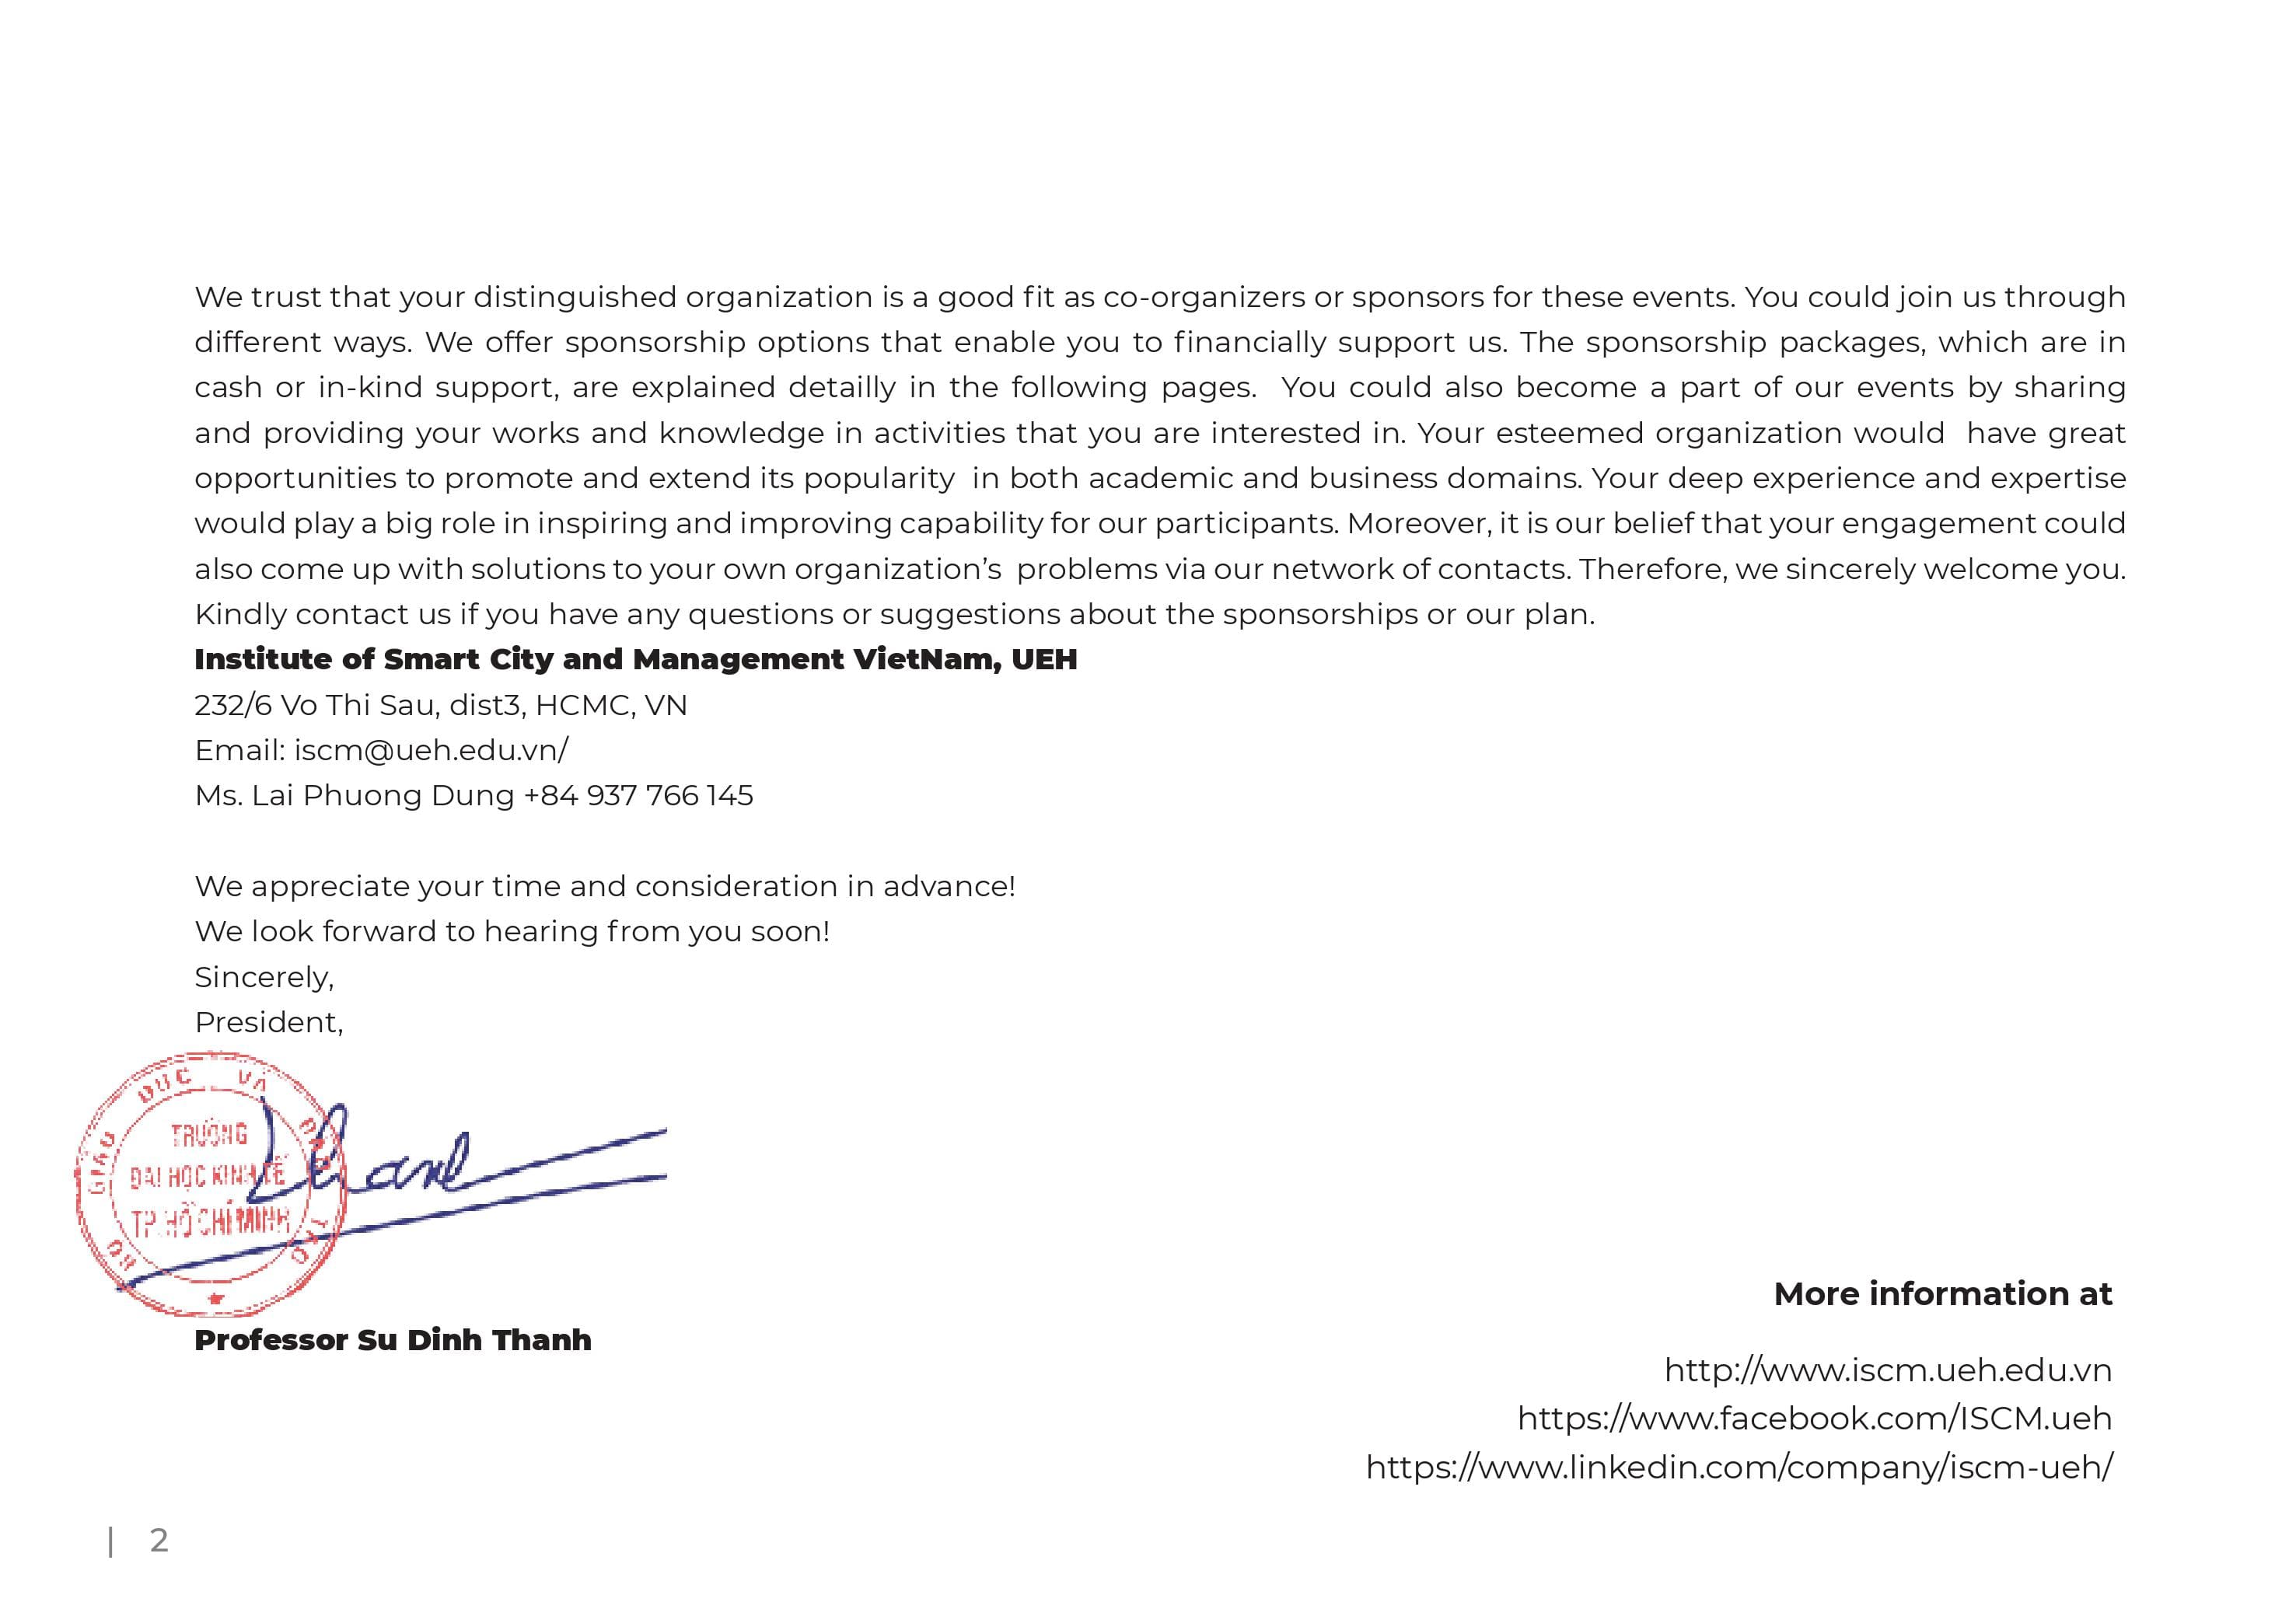 We trust that your distinguished organization is a good fit as co-organizers or sponsors for these events. You could join us through
different ways. We offer sponsorship options that enable you to financially support us. The sponsorship packages, which are in
cash or in-kind support, are explained detailly in the following pages.  You could also become a part of our events by sharing
and providing your works and knowledge in activities that you are interested in. Your esteemed organization would  have great
opportunities to promote and extend its popularity  in both academic and business domains. Your deep experience and expertise
would play a big role in inspiring and improving capability for our participants. Moreover, it is our belief that your engagement could
also come up with solutions to your own organization’s  problems via our network of contacts. Therefore, we sincerely welcome you.
Kindly contact us if you have any questions or suggestions about the sponsorships or our plan.
Institute of Smart City and Management VietNam, UEH
232/6 Vo Thi Sau, dist3, HCMC, VN
Email: iscm@ueh.edu.vn/
Ms. Lai Phuong Dung +84 937 766 145
We appreciate your time and consideration in advance!
We look forward to hearing from you soon!
Sincerely,
President,
TRƯỜNG
ĐẠI HỌC KINH TẾ
TP.HỒ CHÍ MINH
Thanh
Professor Su Dinh Thanh
More information at
http://www.iscm.ueh.edu.vn
https://www.facebook.com/ISCM.ueh
https://www.linkedin.com/company/iscm-ueh/
| 2